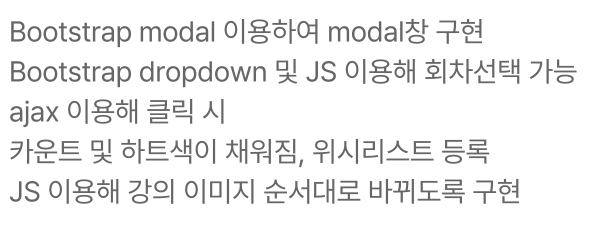 Bootstrap modal 이용하여 modal창 구현
Bootstrap dropdown 및 JS 이용해 회차선택 가능
ajax 이용해 클릭 시
카운트 및 하트색이 채워짐, 위시리스트 등록
JS 이용해 강의 이미지 순서대로 바뀌도록 구현